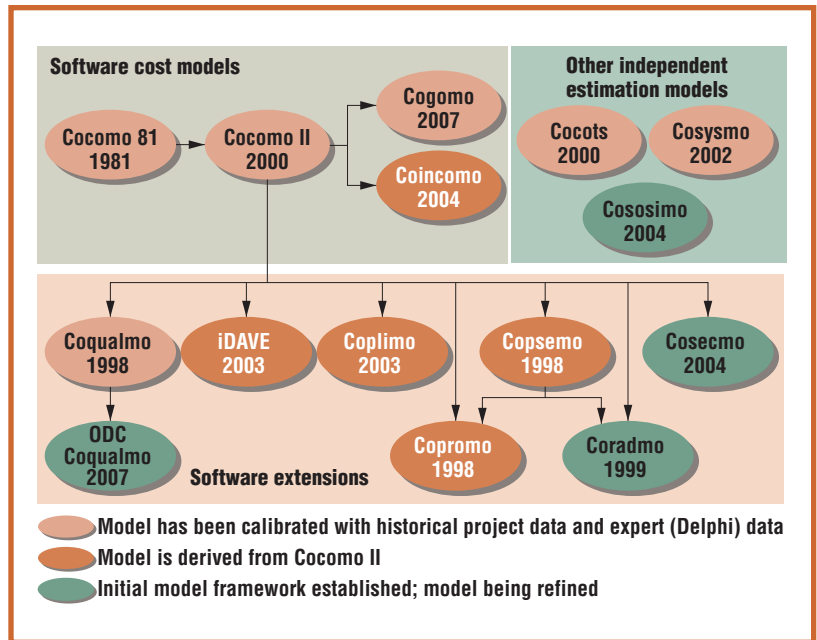 Software cost models
Cocomo 81
1981
Cocomo II
2000
Cogomo
2007
Coincomo
2004
Other independent
estimation models
Cocots
2000
Cosysmo
2002
Cososimo
2004
Coqualmo
1998
iDAVE
2003
Coplimo
2003
Copsemo
1998
Cosecmo
2004
ODC
Coqualmo
2007
Software extensions
Copromo
1998
Coradmo
1999
Model has been calibrated with historical project data and expert (Delphi) data
Model is derived from Cocomo II
Initial model framework established; model being refined